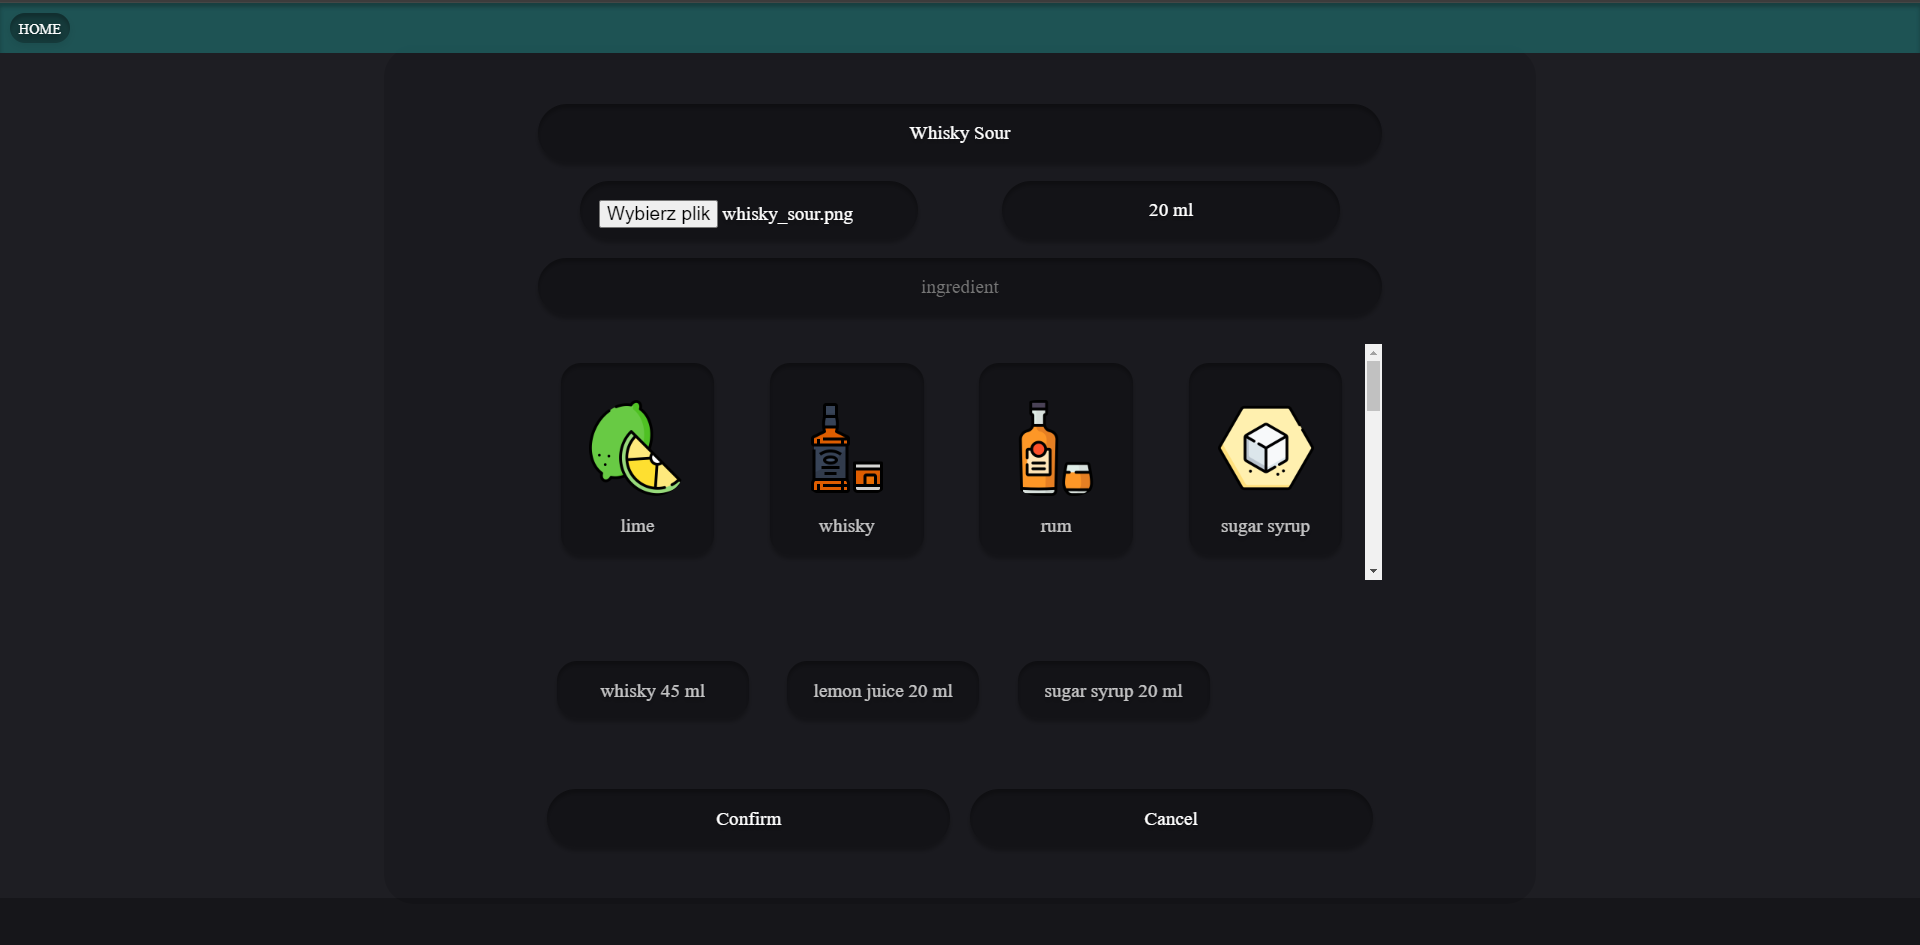 HOME
Whisky Sour
Wybierz plik whisky_sour.png
20 ml
ingredient
lime
whisky
rum
sugar syrup
whisky 45 ml
lemon juice 20 ml
sugar syrup 20 ml
Confirm
Cancel